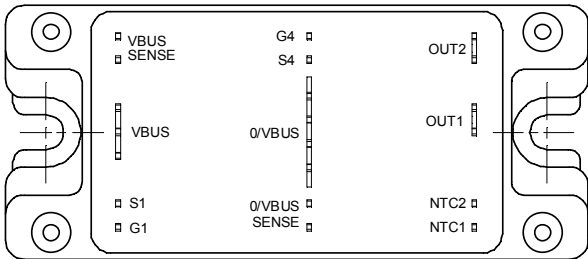 VBUS
SENSE
G4
S4
OUT2
VBUS
0/VBUS
OUT1
S1
G1
0/VBUS
SENSE
NTC2
NTC1